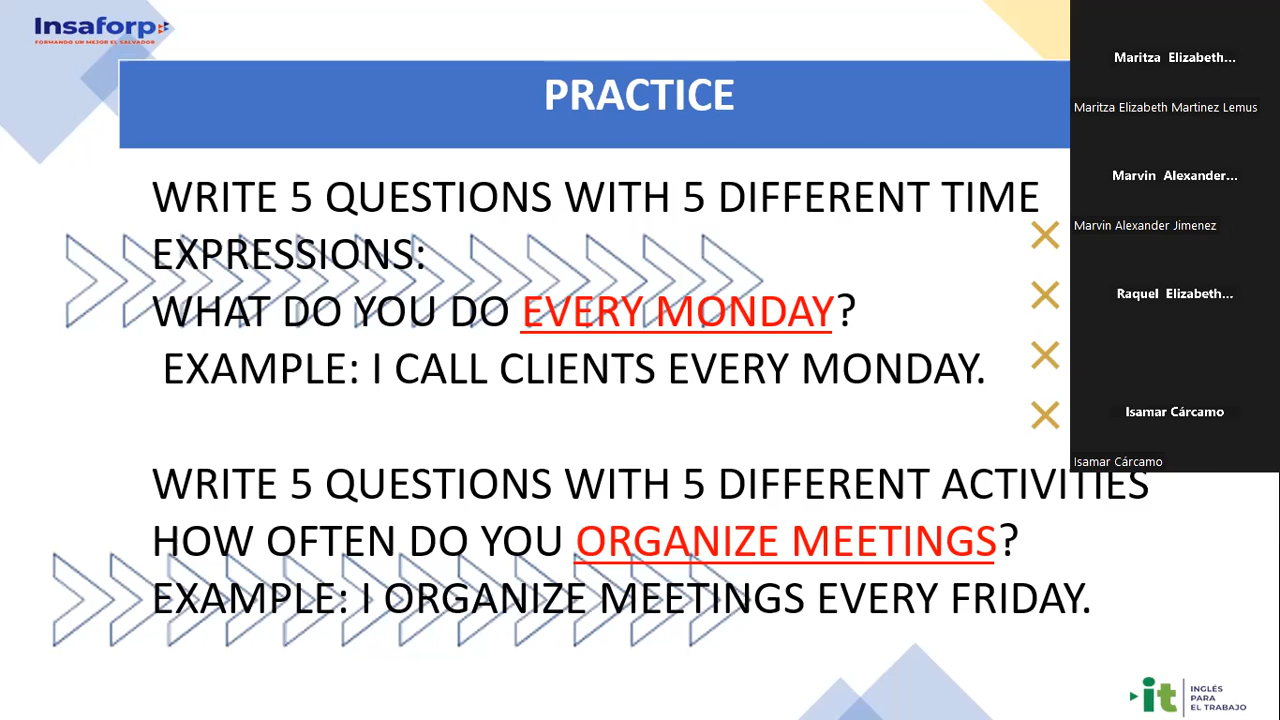 Insaforp
FORMANDO UN MEJOR EL SALVADOR
PRACTICE
WRITE 5 QUESTIONS WITH 5 DIFFERENT TIME
EXPRESSIONS:
WHAT DO YOU DO EVERY MONDAY?
EXAMPLE: I CALL CLIENTS EVERY MONDAY.
WRITE 5 QUESTIONS WITH 5 DIFFERENT ACTIVITIES
HOW OFTEN DO YOU ORGANIZE MEETINGS?
EXAMPLE: I ORGANIZE MEETINGS EVERY FRIDAY.
Maritza Elizabeth...
Maritza Elizabeth Martinez Lemus
Marvin Alexander...
Marvin Alexander Jimenez
Raquel Elizabeth...
Isamar Cárcamo
Isamar Cárcamo
it
INGLÉS
PARA
EL TRABAJO